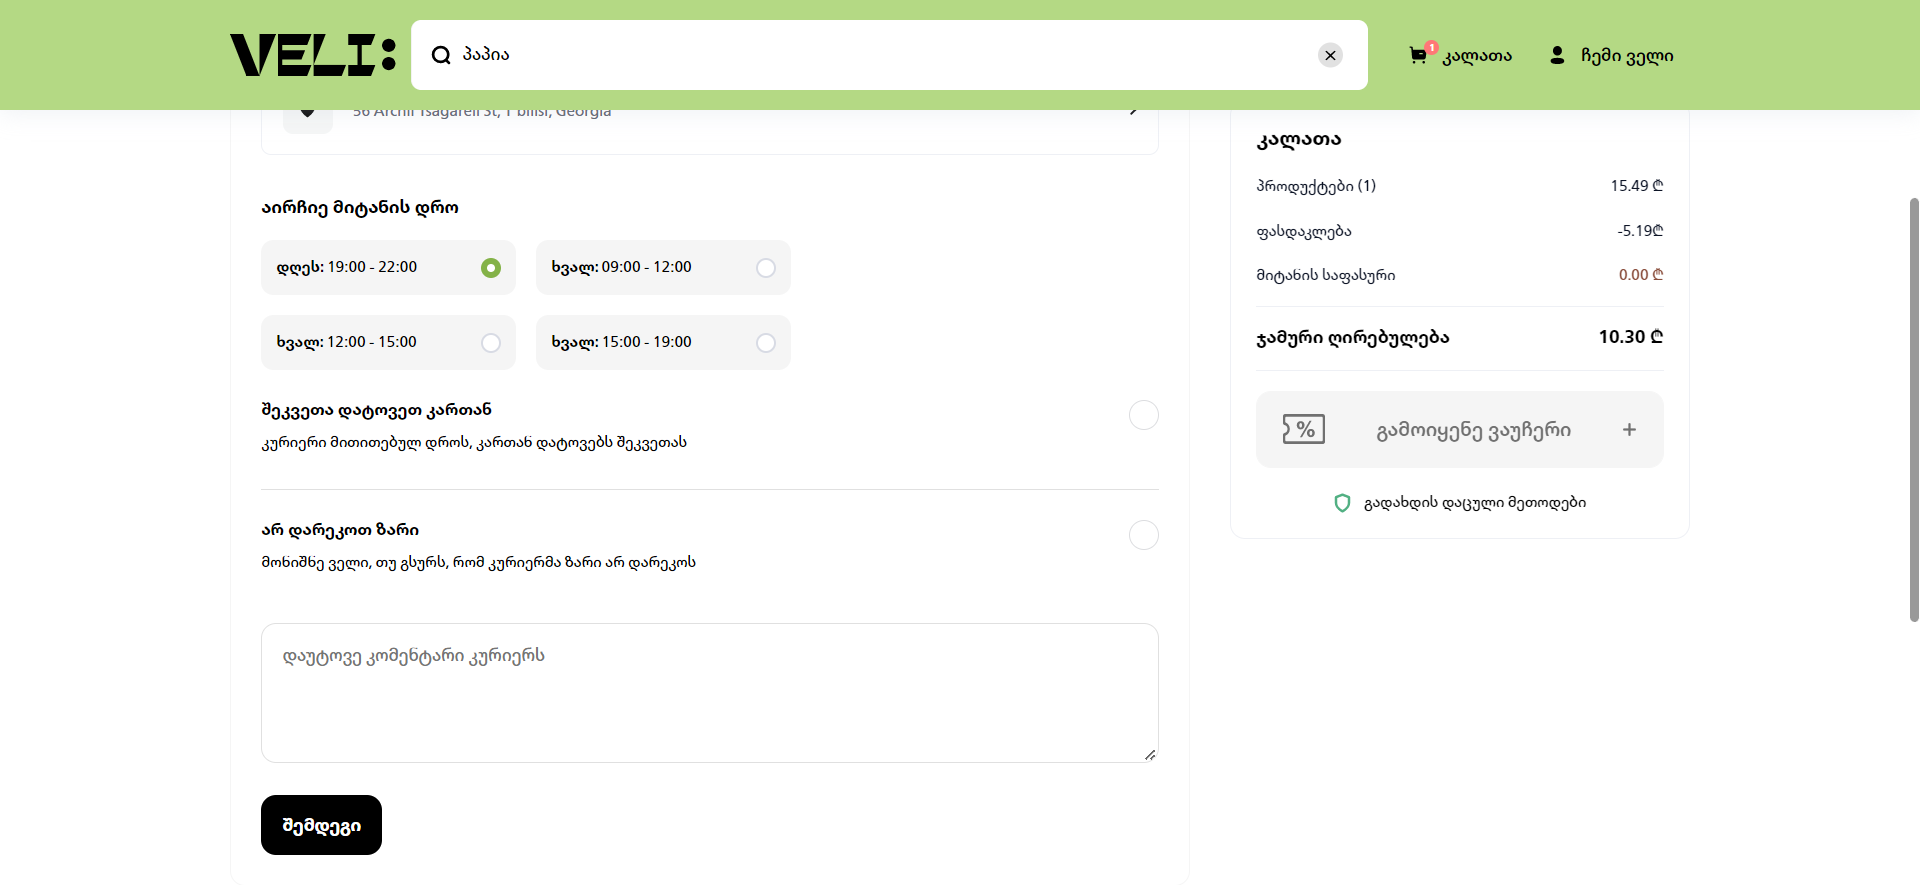 VELI:
პაპია
1
კალათა
ჩემი ველი
56 Archil Tsagareli St, T'bilisi, Georgia
აირჩიე მიტანის დრო
დღეს: 19:00 - 22:00
ხვალ: 09:00 - 12:00
ხვალ: 12:00 - 15:00
ხვალ: 15:00 - 19:00
შეკვეთა დატოვეთ კართან
კურიერი მითითებულ დროს, კართან დატოვებს შეკვეთას
არ დარეკოთ ზარი
მონიშნე ველი, თუ გსურს, რომ კურიერმა ზარი არ დარეკოს
დაუტოვე კომენტარი კურიერს
შემდეგი
კალათა
პროდუქტები (1)
15.49 ₾
ფასდაკლება
-5.19₾
მიტანის საფასური
0.00 ₾
ჯამური ღირებულება
10.30 ₾
%
გამოიყენე ვაუჩერი
+
გადახდის დაცული მეთოდები